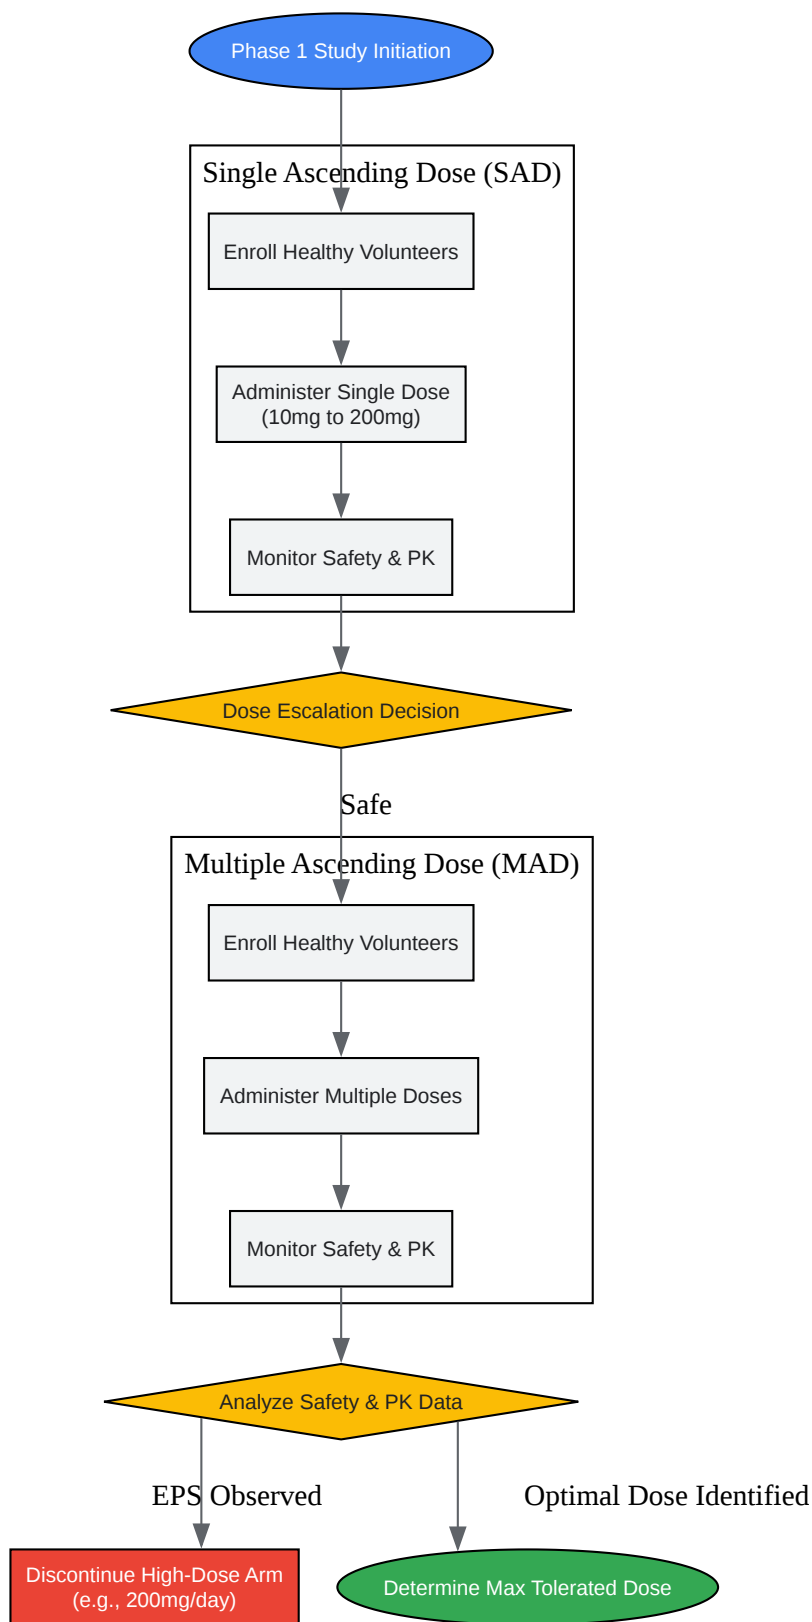 Phase 1 Study Initiation
Single Ascending Dose (SAD)
Enroll Healthy Volunteers
Administer Single Dose
(10mg to 200mg)
Monitor Safety & PK
Dose Escalation Decision
Safe
Multiple Ascending Dose (MAD)
Enroll Healthy Volunteers
Administer Multiple Doses
Monitor Safety & PK
Analyze Safety & PK Data
EPS Observed
Optimal Dose Identified
Discontinue High-Dose Arm
(e.g., 200mg/day)
Determine Max Tolerated Dose